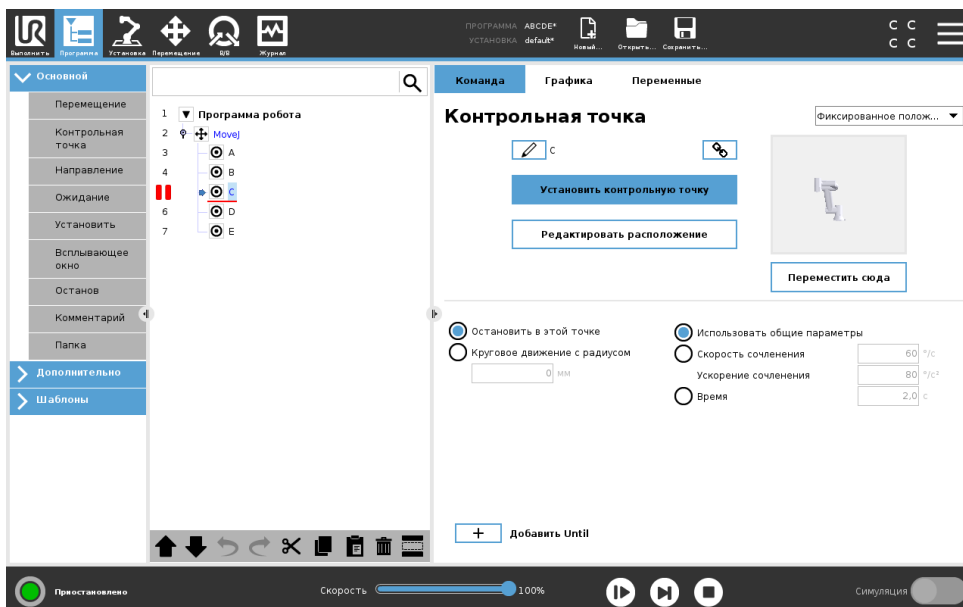 UR
Выполнить Программа Установка Перемещение В/В Журнал
ПРОГРАММА ABCDE*
УСТАНОВКА default*
Новый... Открыть... Сохранить...
C C
C C
Основной
Перемещение
Контрольная
точка
Направление
Ожидание
Установить
Всплывающее
окно
Останов
Комментарий
Папка
Дополнительно
Шаблоны
1 Программа робота
2 MoveJ
3 A
4 B
C
6 D
7 E
Команда Графика Переменные
Контрольная точка
Фиксированное полож...
C
Установить контрольную точку
Редактировать расположение
Переместить сюда
Остановить в этой точке
Круговое движение с радиусом
0 мм
Использовать общие параметры
Скорость сочленения 60 °/с
Ускорение сочленения 80 °/с²
Время 2,0 с
+ Добавить Until
Приостановлено
Скорость 100%
Симуляция